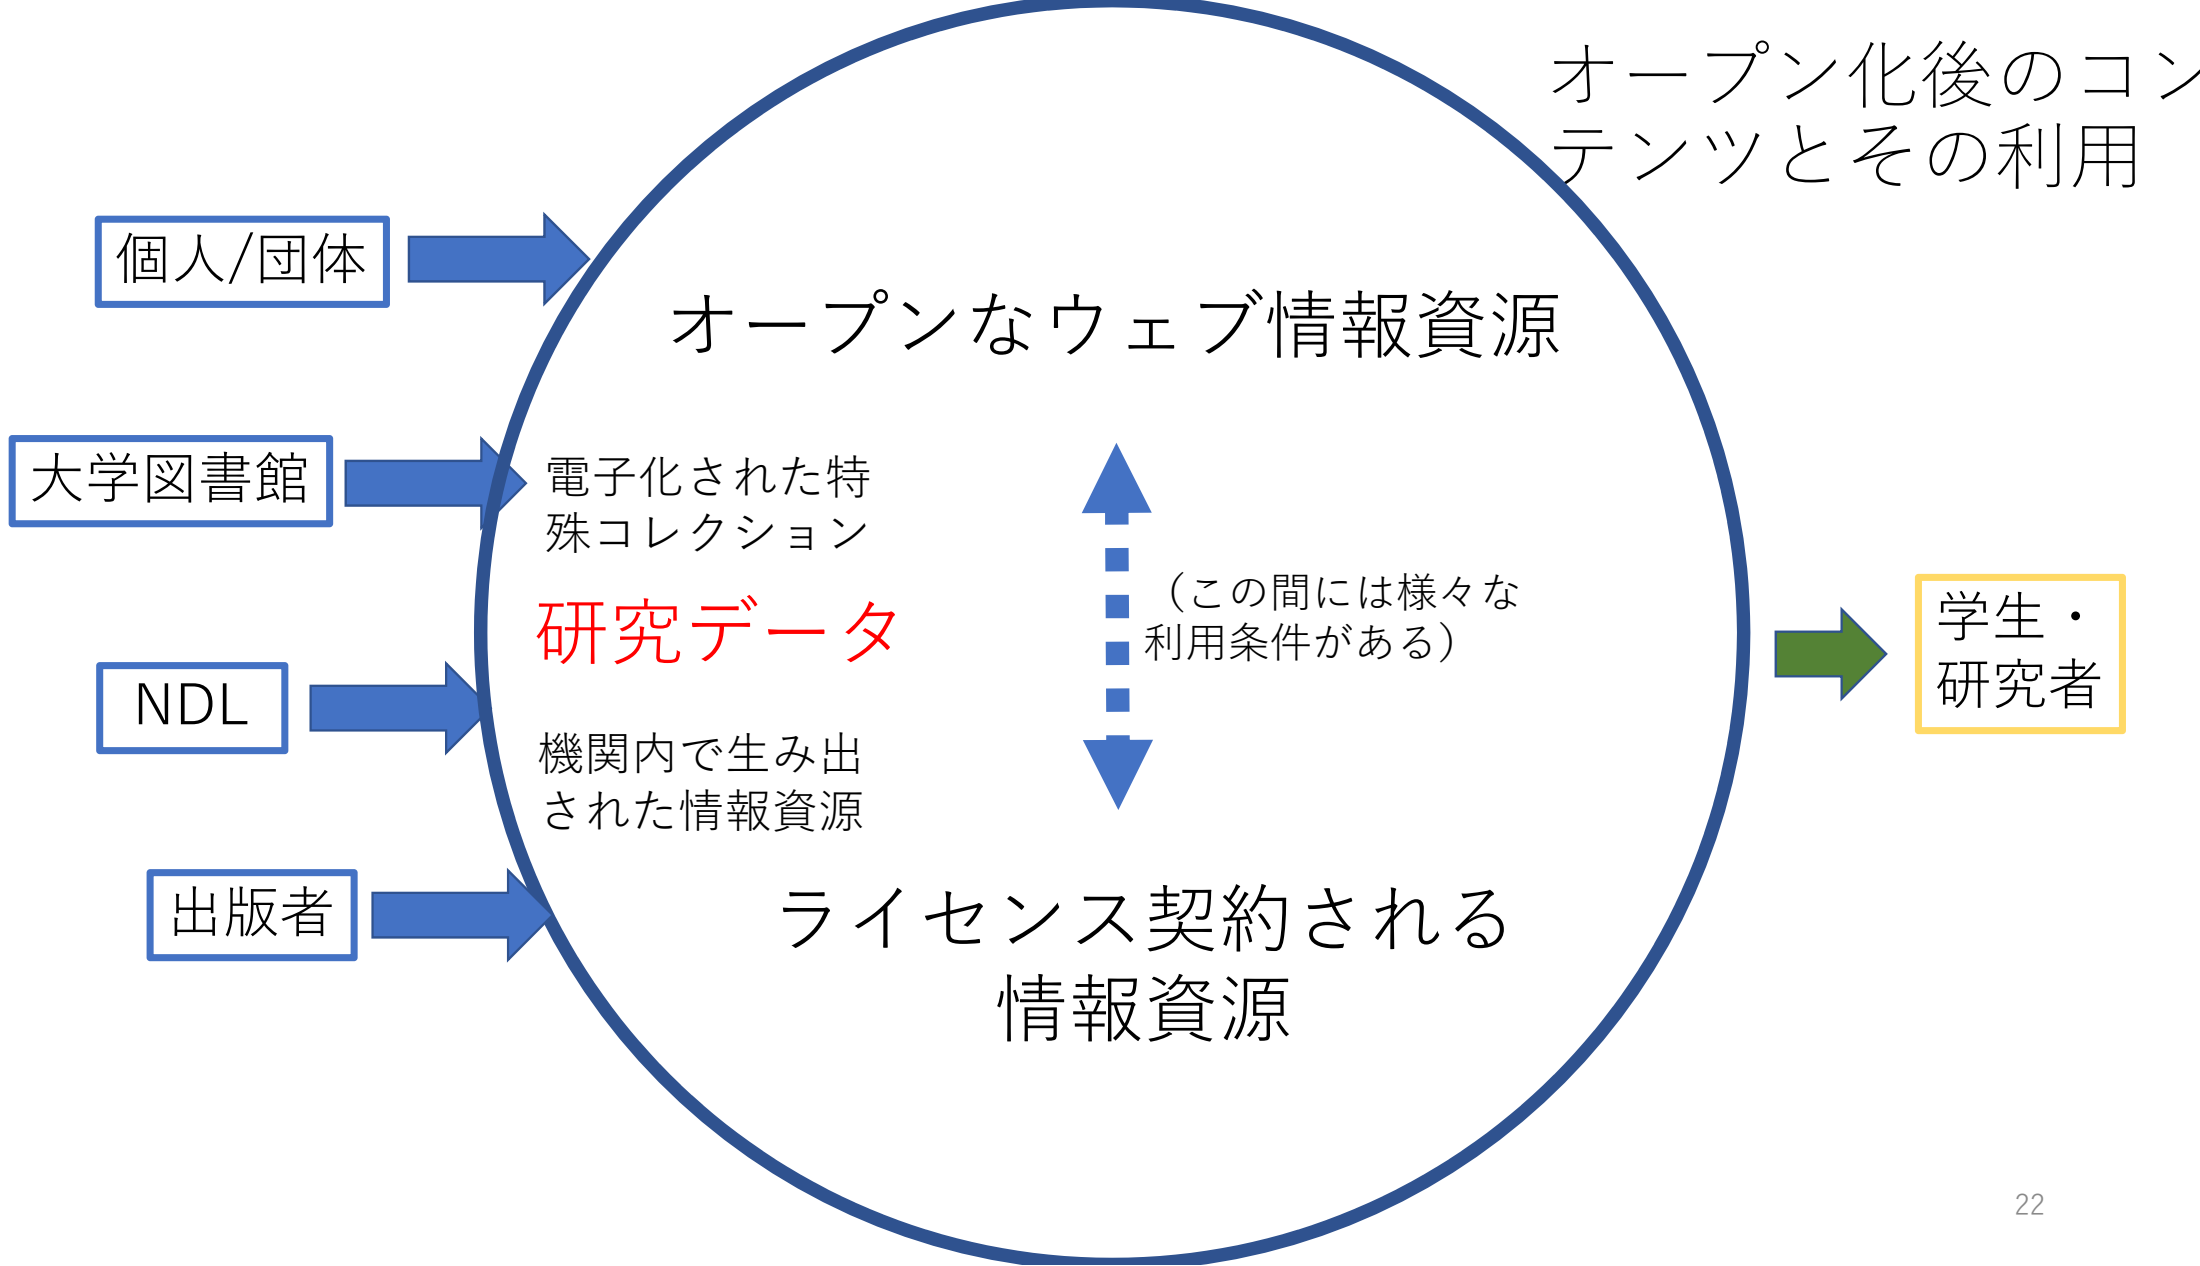 オープン化後のコン
テンツとその利用
個人/団体
オープンなウェブ情報資源
大学図書館
電子化された特
殊コレクション
研究データ
（この間には様々な
利用条件がある）
学生・
研究者
NDL
機関内で生み出
された情報資源
出版者
ライセンス契約される
情報資源
22